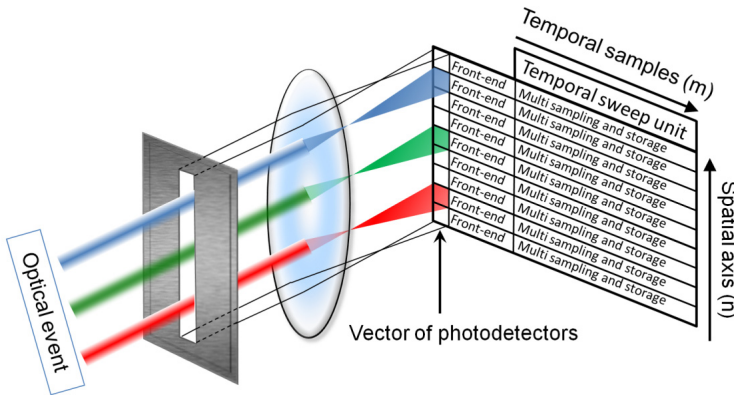 Temporal samples (m)
Temporal sweep unit
Front-end Multi sampling and storage
Front-end Multi sampling and storage
Front-end Multi sampling and storage
Front-end Multi sampling and storage
Front-end Multi sampling and storage
Front-end Multi sampling and storage
Front-end Multi sampling and storage
Front-end Multi sampling and storage
Front-end Multi sampling and storage
Spatial axis (n)
Optical event
Vector of photodetectors